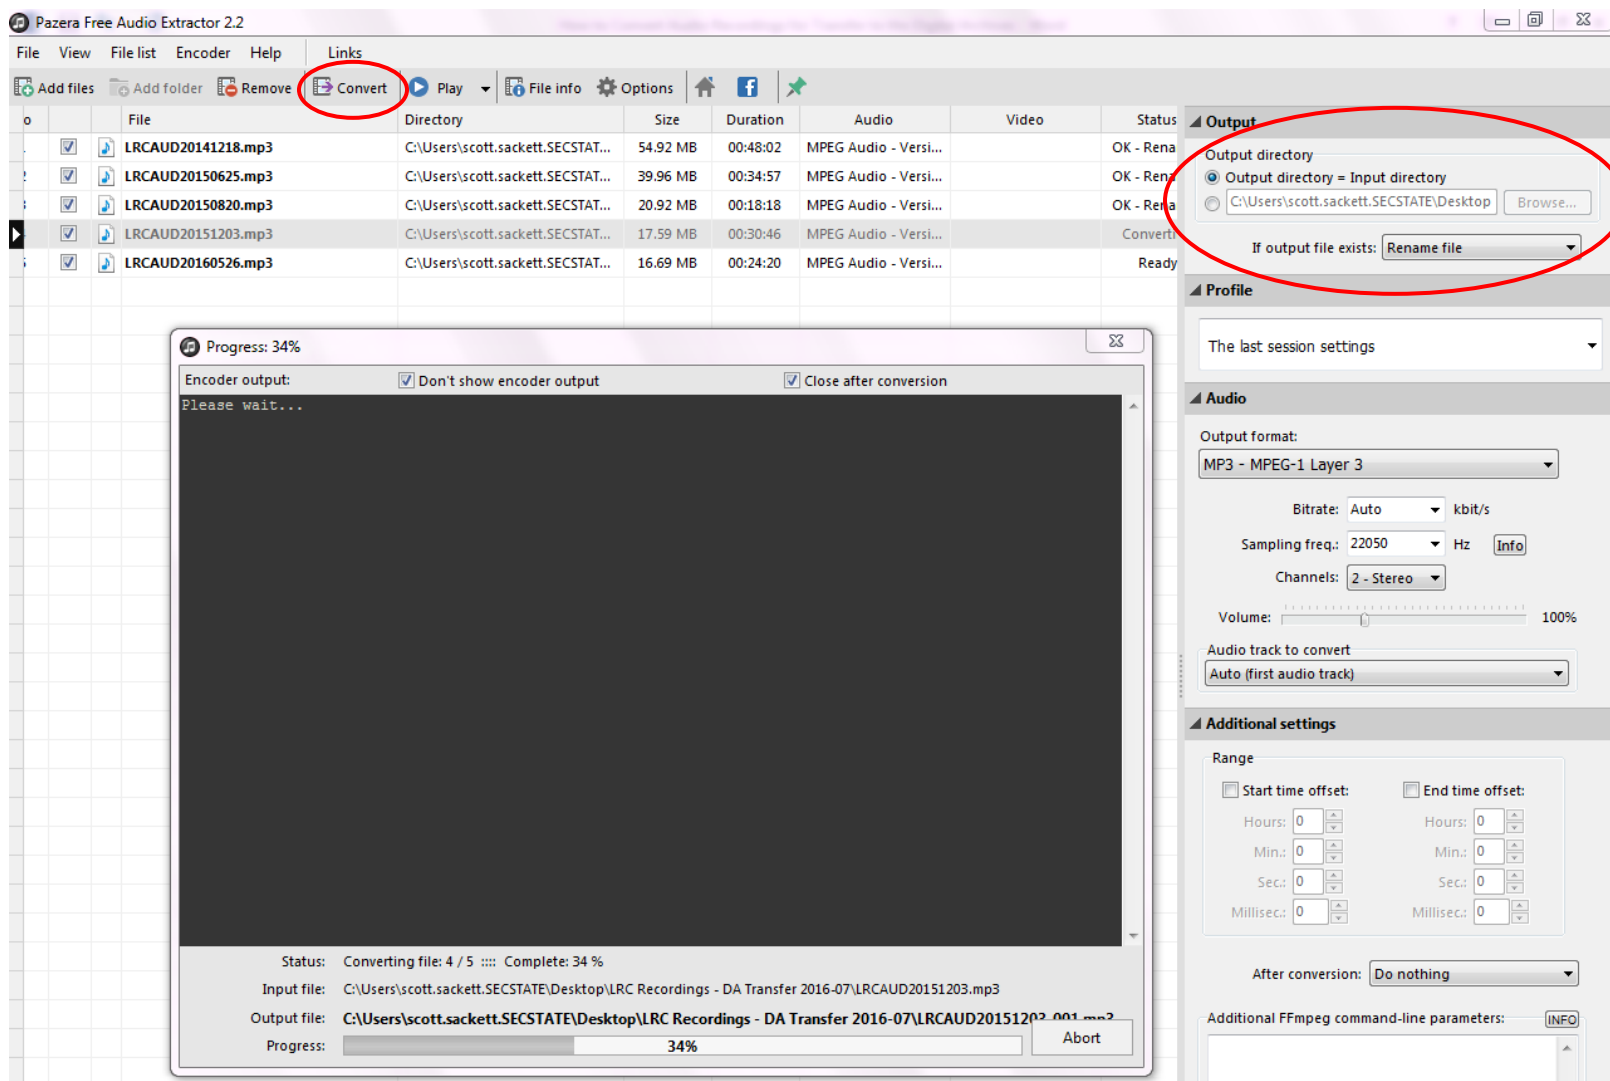 Pazera Free Audio Extractor 2.2
File View File list Encoder Help Links
Add files Add folder Remove Convert Play File info Options
File Directory Size Duration Audio Video Status
LRCAUD20141218.mp3 C:\Users\scott.sackett.SECSTAT... 54.92 MB 00:48:02 MPEG Audio - Versi... OK - Rena
LRCAUD20150625.mp3 C:\Users\scott.sackett.SECSTAT... 39.96 MB 00:34:57 MPEG Audio - Versi... OK - Rena
LRCAUD20150820.mp3 C:\Users\scott.sackett.SECSTAT... 20.92 MB 00:18:18 MPEG Audio - Versi... OK - Rena
LRCAUD20151203.mp3 C:\Users\scott.sackett.SECSTAT... 17.59 MB 00:30:46 MPEG Audio - Versi... Converti
LRCAUD20160526.mp3 C:\Users\scott.sackett.SECSTAT... 16.69 MB 00:24:20 MPEG Audio - Versi... Ready
Progress: 34%
Encoder output: Don't show encoder output Close after conversion
Please wait...
Status: Converting file: 4 / 5 :::: Complete: 34 %
Input file: C:\Users\scott.sackett.SECSTATE\Desktop\LRC Recordings - DA Transfer 2016-07\LRCAUD20151203.mp3
Output file: C:\Users\scott.sackett.SECSTATE\Desktop\LRC Recordings - DA Transfer 2016-07\LRCAUD20151203_001.mp3
Progress: 34% Abort
Output
Output directory
Output directory = Input directory
C:\Users\scott.sackett.SECSTATE\Desktop Browse...
If output file exists: Rename file
Profile
The last session settings
Audio
Output format:
MP3 - MPEG-1 Layer 3
Bitrate: Auto kbit/s
Sampling freq.: 22050 Hz Info
Channels: 2 - Stereo
Volume: 100%
Audio track to convert
Auto (first audio track)
Additional settings
Range
Start time offset: End time offset:
Hours: 0 Hours: 0
Min.: 0 Min.: 0
Sec.: 0 Sec.: 0
Millisec.: 0 Millisec.: 0
After conversion: Do nothing
Additional FFmpeg command-line parameters: INFO